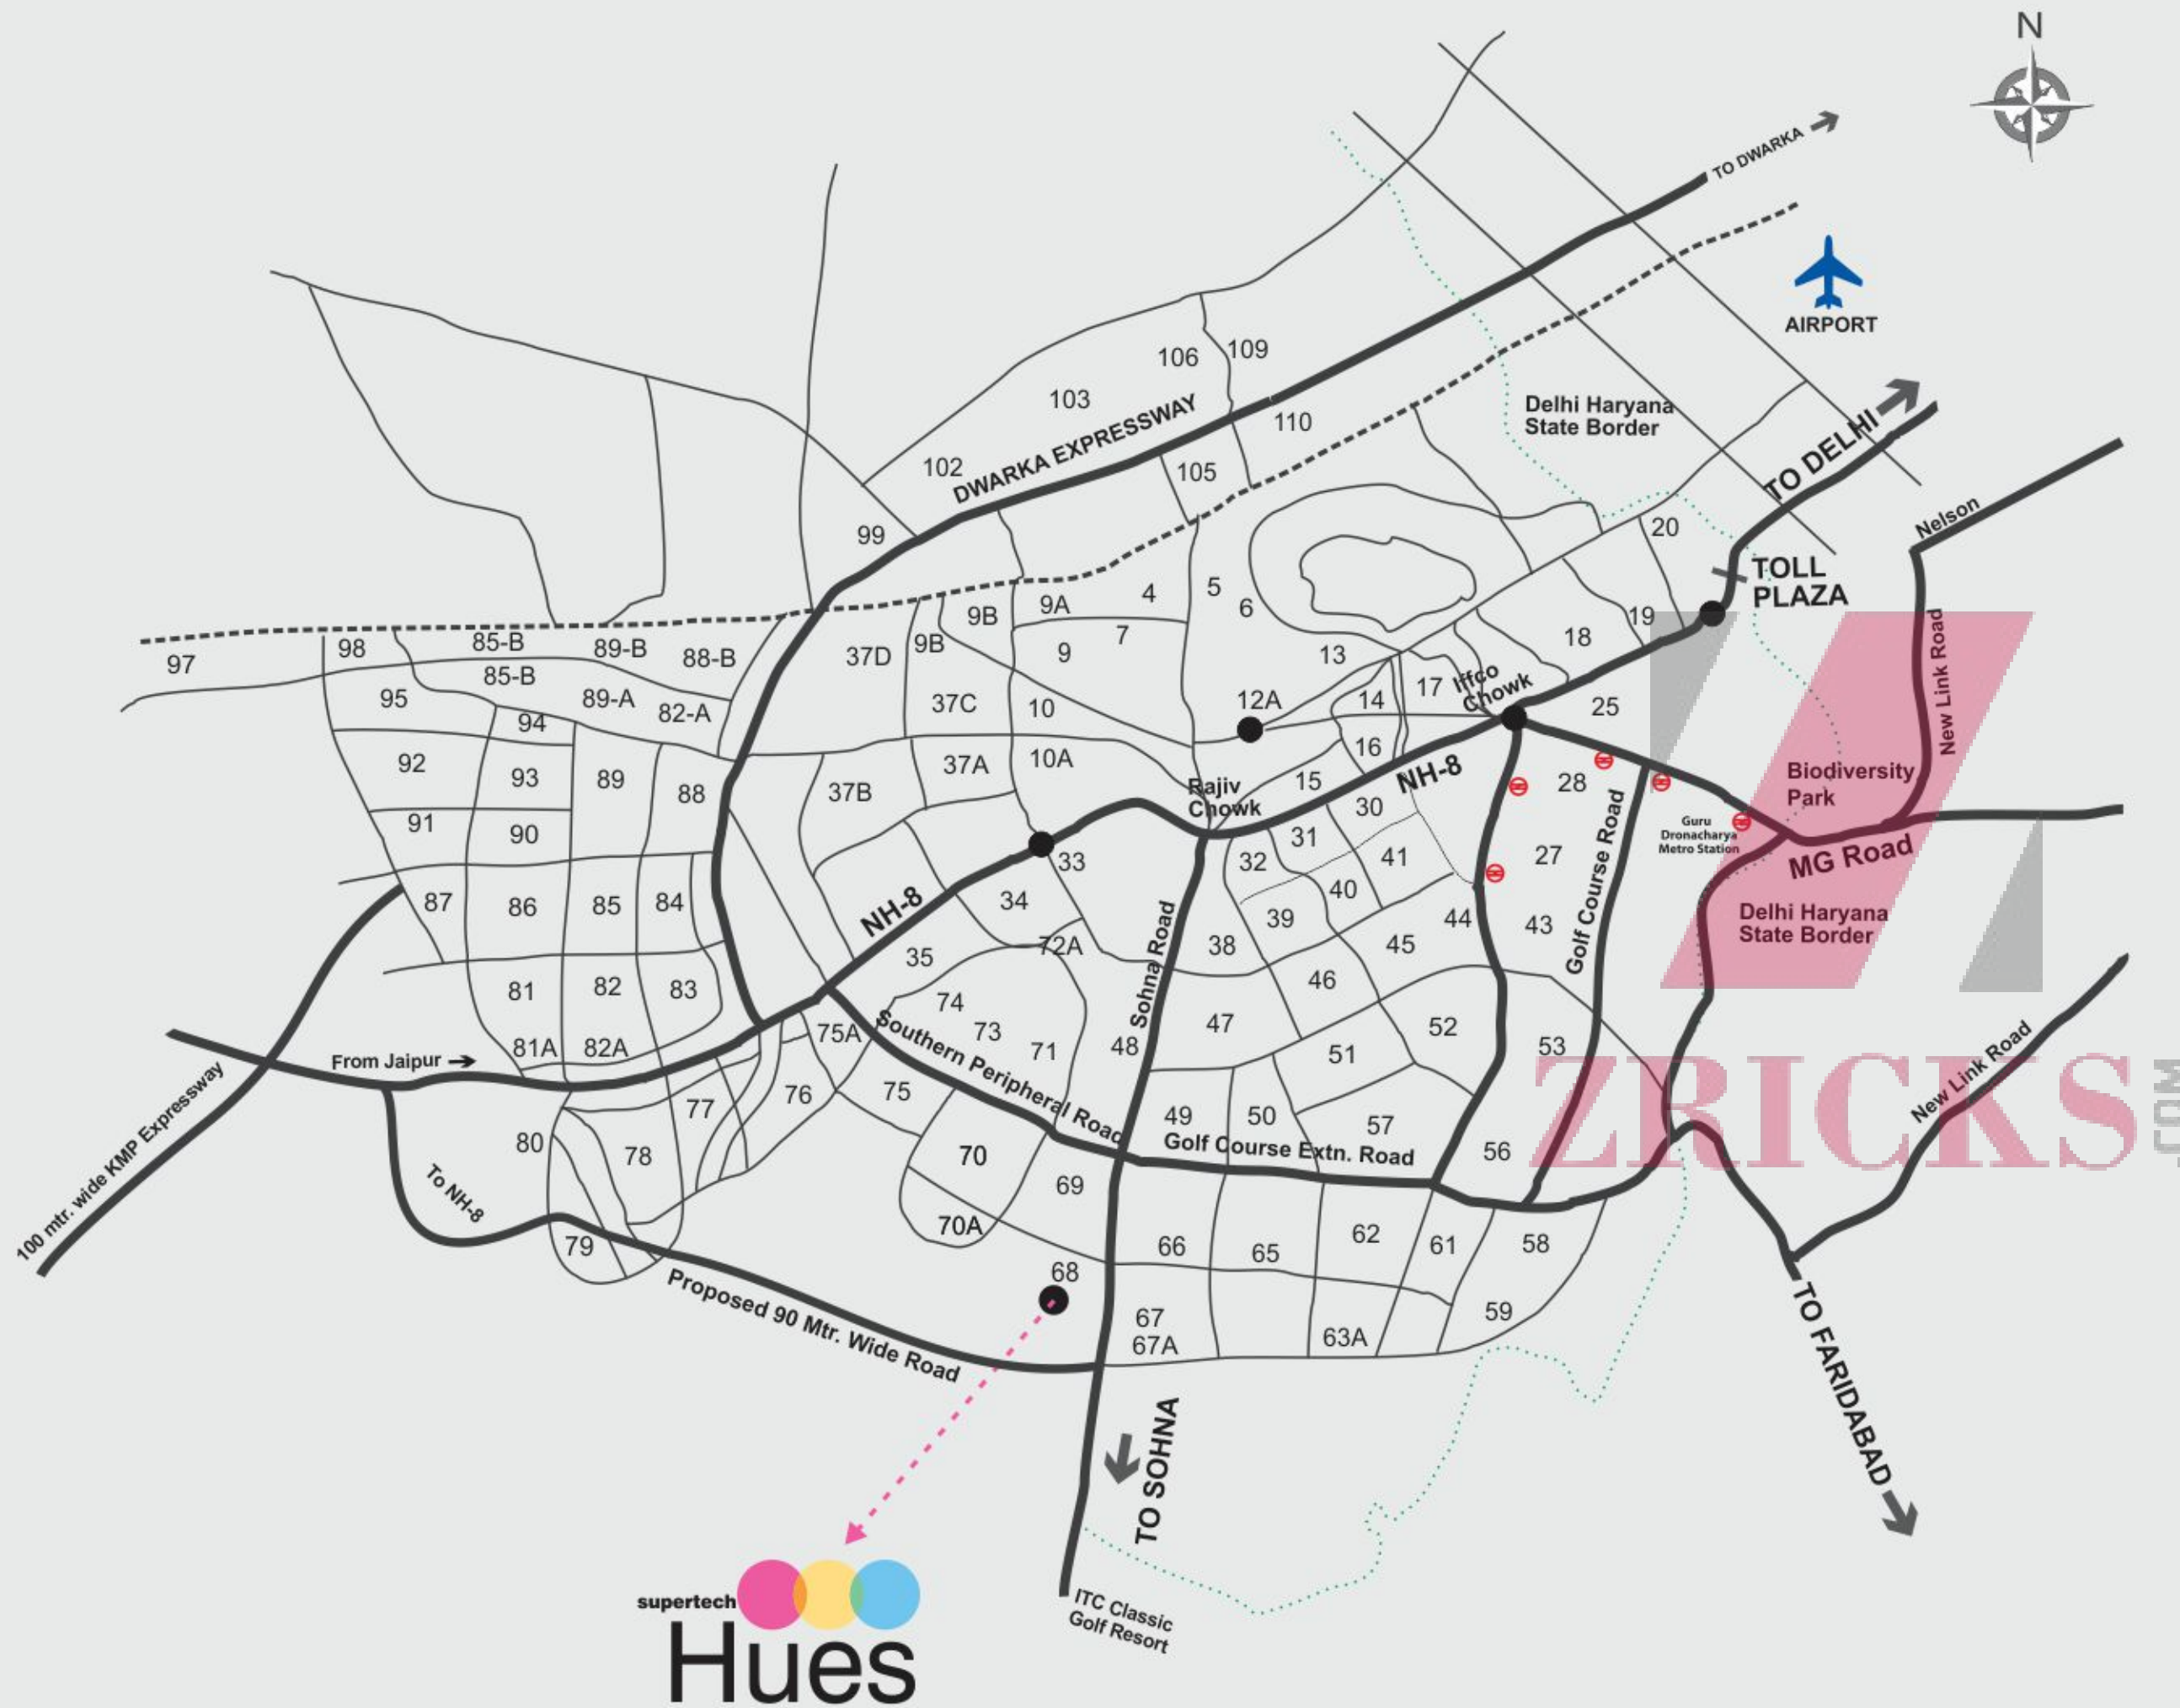 N
TO DWARKA
AIRPORT
106
109
103
Delhi Haryana
State Border
DWARKA EXPRESSWAY
110
TO DELHI
102
105
Nelson
99
20
TOLL
PLAZA
4
5
6
9A
9B
19
18
98
85-B
89-B
88-B
37D
9B
9
7
13
97
85-B
New Link Road
95
89-A
82-A
37C
10
12A
14
17
Iffco
Chowk
25
94
92
93
89
88
37B
37A
10A
16
15
NH-8
28
Biodiversity
Park
Rajiv
Chowk
30
91
90
31
Guru
Dronacharya
Metro Station
MG Road
33
32
41
27
Golf Course Road
87
86
85
84
NH-8
34
40
39
44
43
Delhi Haryana
State Border
35
72A
Sohna Road
38
45
81
82
83
74
46
73
47
52
75A
Southern Peripheral Road
81A
82A
71
48
51
53
From Jaipur
ZRICKS
.COM
New Link Road
100 mtr. wide KMP Expressway
77
76
75
49
50
57
80
78
70
Golf Course Extn. Road
56
To NH-8
69
79
70A
66
65
62
61
58
68
Proposed 90 Mtr. Wide Road
67
67A
63A
59
TO FARIDABAD
TO SOHNA
ITC Classic
Golf Resort
supertech
Hues